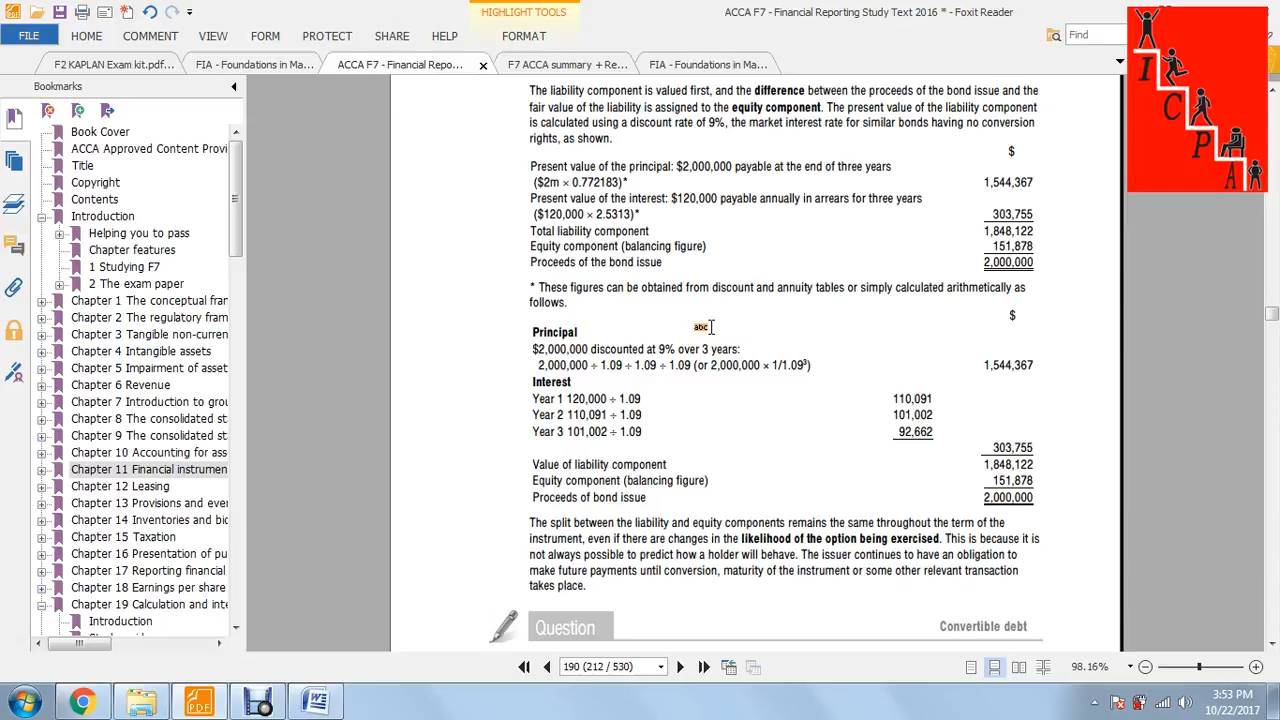 HIGHLIGHT TOOLS
ACCA F7 - Financial Reporting Study Text 2016 * - Foxit Reader
FILE HOME COMMENT VIEW FORM PROTECT SHARE HELP FORMAT
Find
F2 KAPLAN Exam kit.pdf...
FIA - Foundations in Ma...
ACCA F7 - Financial Repo...
F7 ACCA summary + Re...
FIA - Foundations in Ma...
I
C
P
A
Bookmarks
Book Cover
ACCA Approved Content Provi
Title
Copyright
Contents
Introduction
Helping you to pass
Chapter features
1 Studying F7
2 The exam paper
Chapter 1 The conceptual fran
Chapter 2 The regulatory fram
Chapter 3 Tangible non-curren
Chapter 4 Intangible assets
Chapter 5 Impairment of asset
Chapter 6 Revenue
Chapter 7 Introduction to grou
Chapter 8 The consolidated sta
Chapter 9 The consolidated sta
Chapter 10 Accounting for asso
Chapter 11 Financial instrumen
Chapter 12 Leasing
Chapter 13 Provisions and ever
Chapter 14 Inventories and bio
Chapter 15 Taxation
Chapter 16 Presentation of pu
Chapter 17 Reporting financial
Chapter 18 Earnings per share
Chapter 19 Calculation and inte
Introduction
The liability component is valued first, and the difference between the proceeds of the bond issue and the
fair value of the liability is assigned to the equity component. The present value of the liability component
is calculated using a discount rate of 9%, the market interest rate for similar bonds having no conversion
rights, as shown.
$
Present value of the principal: $2,000,000 payable at the end of three years
($2m × 0.772183)* 1,544,367
Present value of the interest: $120,000 payable annually in arrears for three years
($120,000 × 2.5313)* 303,755
Total liability component 1,848,122
Equity component (balancing figure) 151,878
Proceeds of the bond issue 2,000,000
* These figures can be obtained from discount and annuity tables or simply calculated arithmetically as
follows.
$
abc
Principal
$2,000,000 discounted at 9% over 3 years:
2,000,000 ÷ 1.09 ÷ 1.09 ÷ 1.09 (or 2,000,000 × 1/1.09³) 1,544,367
Interest
Year 1 120,000 ÷ 1.09 110,091
Year 2 110,091 ÷ 1.09 101,002
Year 3 101,002 ÷ 1.09 92,662
303,755
Value of liability component 1,848,122
Equity component (balancing figure) 151,878
Proceeds of bond issue 2,000,000
The split between the liability and equity components remains the same throughout the term of the
instrument, even if there are changes in the likelihood of the option being exercised. This is because it is
not always possible to predict how a holder will behave. The issuer continues to have an obligation to
make future payments until conversion, maturity of the instrument or some other relevant transaction
takes place.
Question Convertible debt
190 (212 / 530)
98.16%
PDF
3:53 PM
10/22/2017